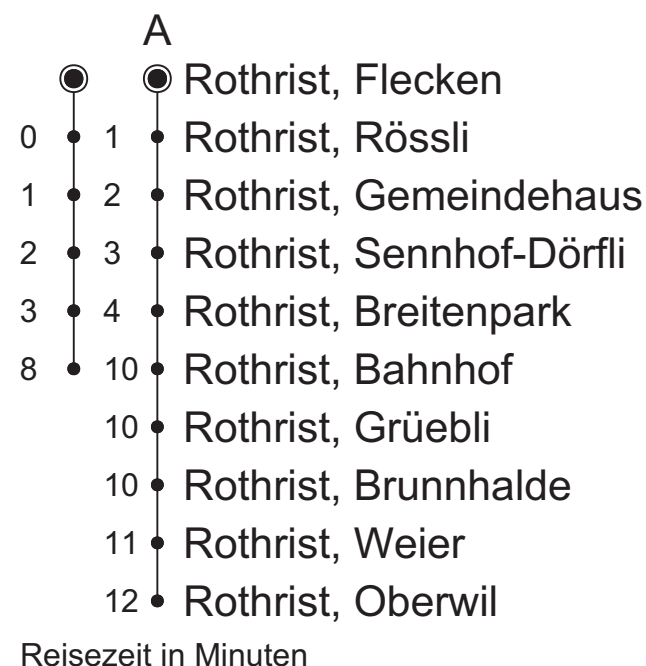 A
Rothrist, Flecken
0 1 Rothrist, Rössli
1 2 Rothrist, Gemeindehaus
2 3 Rothrist, Sennhof-Dörfli
3 4 Rothrist, Breitenpark
8 10 Rothrist, Bahnhof
10 Rothrist, Grüebli
10 Rothrist, Brunnhalde
11 Rothrist, Weier
12 Rothrist, Oberwil
Reisezeit in Minuten